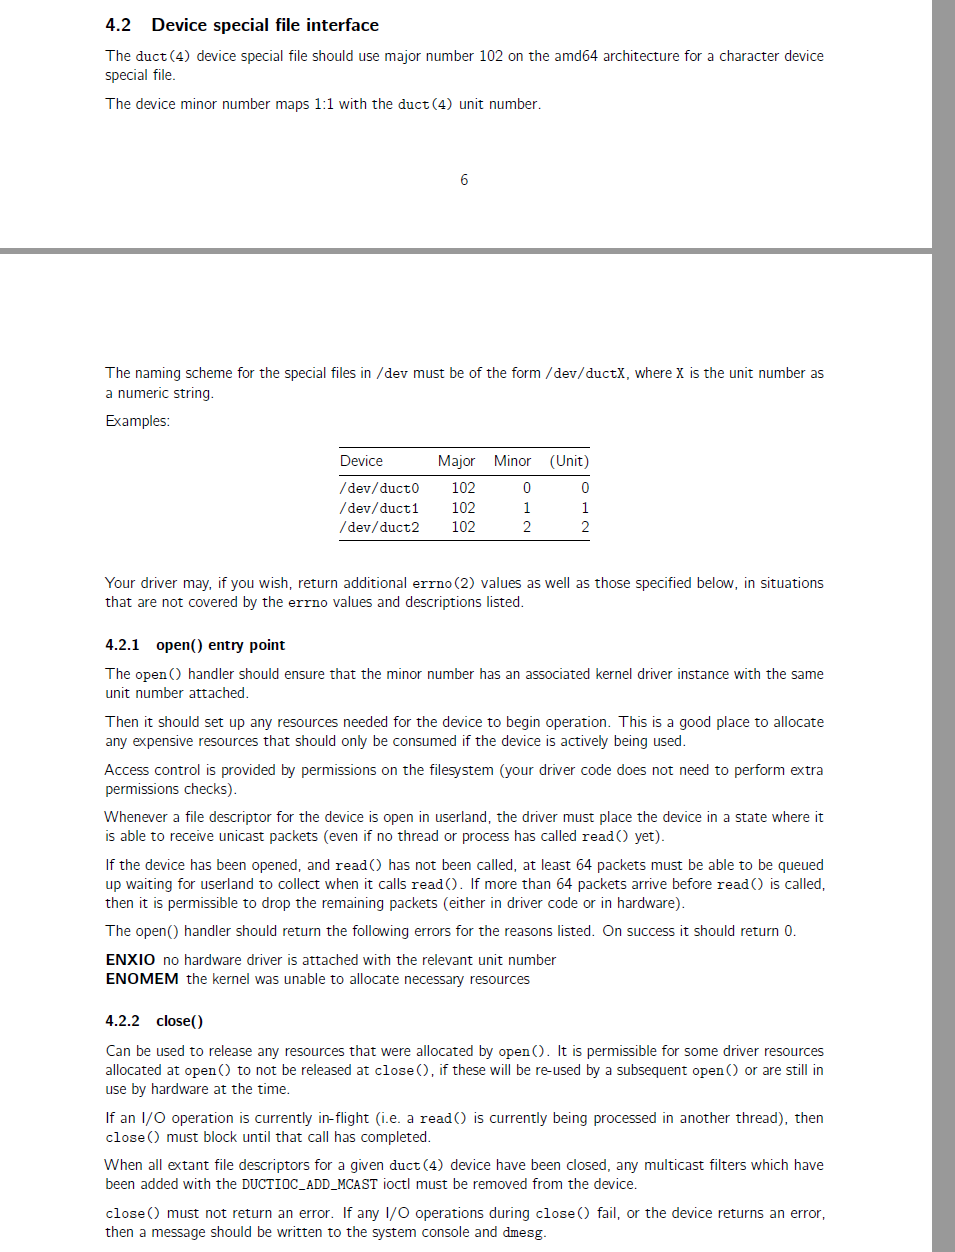 4.2 Device special file interface
The duct(4) device special file should use major number 102 on the amd64 architecture for a character device
special file.
The device minor number maps 1:1 with the duct(4) unit number.
6
The naming scheme for the special files in /dev must be of the form /dev/ductX, where X is the unit number as
a numeric string.
Examples:
Device Major Minor (Unit)
/dev/duct0 102 0 0
/dev/duct1 102 1 1
/dev/duct2 102 2 2
Your driver may, if you wish, return additional errno(2) values as well as those specified below, in situations
that are not covered by the errno values and descriptions listed.
4.2.1 open() entry point
The open() handler should ensure that the minor number has an associated kernel driver instance with the same
unit number attached.
Then it should set up any resources needed for the device to begin operation. This is a good place to allocate
any expensive resources that should only be consumed if the device is actively being used.
Access control is provided by permissions on the filesystem (your driver code does not need to perform extra
permissions checks).
Whenever a file descriptor for the device is open in userland, the driver must place the device in a state where it
is able to receive unicast packets (even if no thread or process has called read() yet).
If the device has been opened, and read() has not been called, at least 64 packets must be able to be queued
up waiting for userland to collect when it calls read(). If more than 64 packets arrive before read() is called,
then it is permissible to drop the remaining packets (either in driver code or in hardware).
The open() handler should return the following errors for the reasons listed. On success it should return 0.
ENXIO no hardware driver is attached with the relevant unit number
ENOMEM the kernel was unable to allocate necessary resources
4.2.2 close()
Can be used to release any resources that were allocated by open(). It is permissible for some driver resources
allocated at open() to not be released at close(), if these will be re-used by a subsequent open() or are still in
use by hardware at the time.
If an I/O operation is currently in-flight (i.e. a read() is currently being processed in another thread), then
close() must block until that call has completed.
When all extant file descriptors for a given duct(4) device have been closed, any multicast filters which have
been added with the DUCTIOC_ADD_MCAST ioctl must be removed from the device.
close() must not return an error. If any I/O operations during close() fail, or the device returns an error,
then a message should be written to the system console and dmesg.